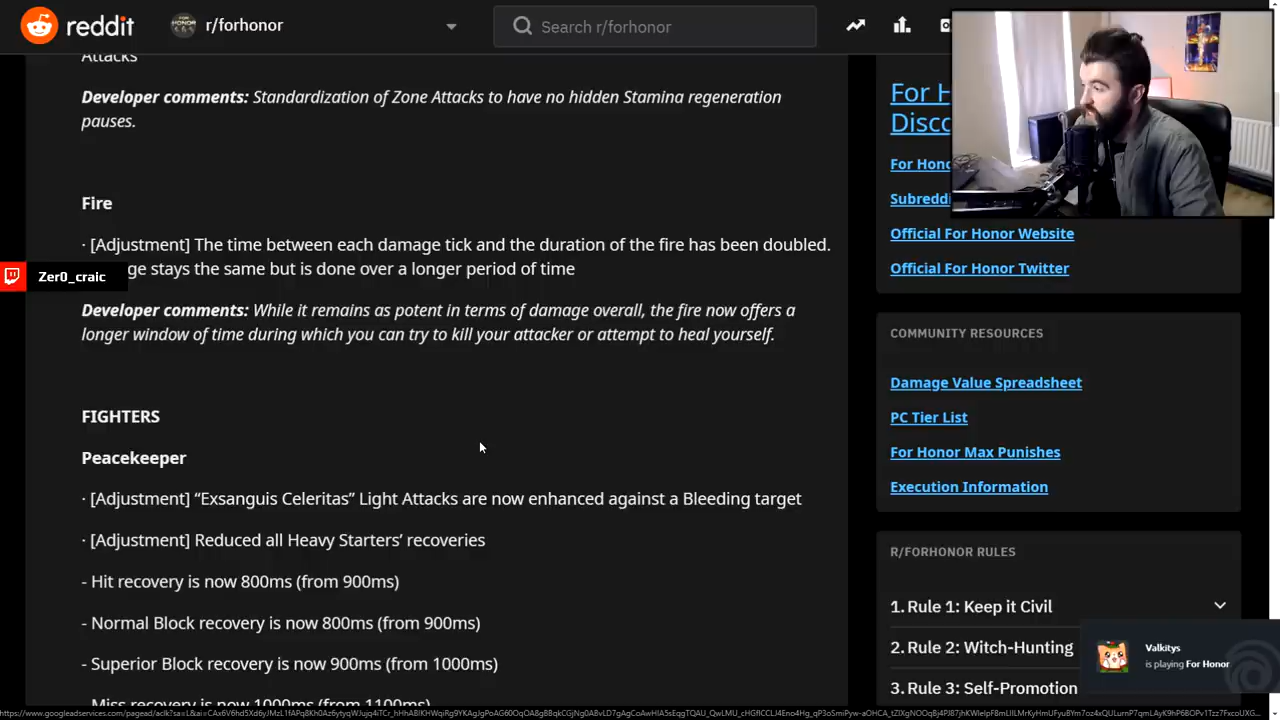 reddit
r/forhonor
Search r/forhonor
Attacks
Developer comments: Standardization of Zone Attacks to have no hidden Stamina regeneration
pauses.
Fire
· [Adjustment] The time between each damage tick and the duration of the fire has been doubled.
stays the same but is done over a longer period of time
Zer0_craic
Developer comments: While it remains as potent in terms of damage overall, the fire now offers a
longer window of time during which you can try to kill your attacker or attempt to heal yourself.
FIGHTERS
Peacekeeper
· [Adjustment] “Exsanguis Celeritas” Light Attacks are now enhanced against a Bleeding target
· [Adjustment] Reduced all Heavy Starters’ recoveries
- Hit recovery is now 800ms (from 900ms)
- Normal Block recovery is now 800ms (from 900ms)
- Superior Block recovery is now 900ms (from 1000ms)
- Miss recovery is now 1000ms (from 1100ms)
For H
Disco
For Hono
Subreddi
Official For Honor Website
Official For Honor Twitter
COMMUNITY RESOURCES
Damage Value Spreadsheet
PC Tier List
For Honor Max Punishes
Execution Information
R/FORHONOR RULES
1. Rule 1: Keep it Civil
2. Rule 2: Witch-Hunting
3. Rule 3: Self-Promotion
Valkitys
is playing For Honor